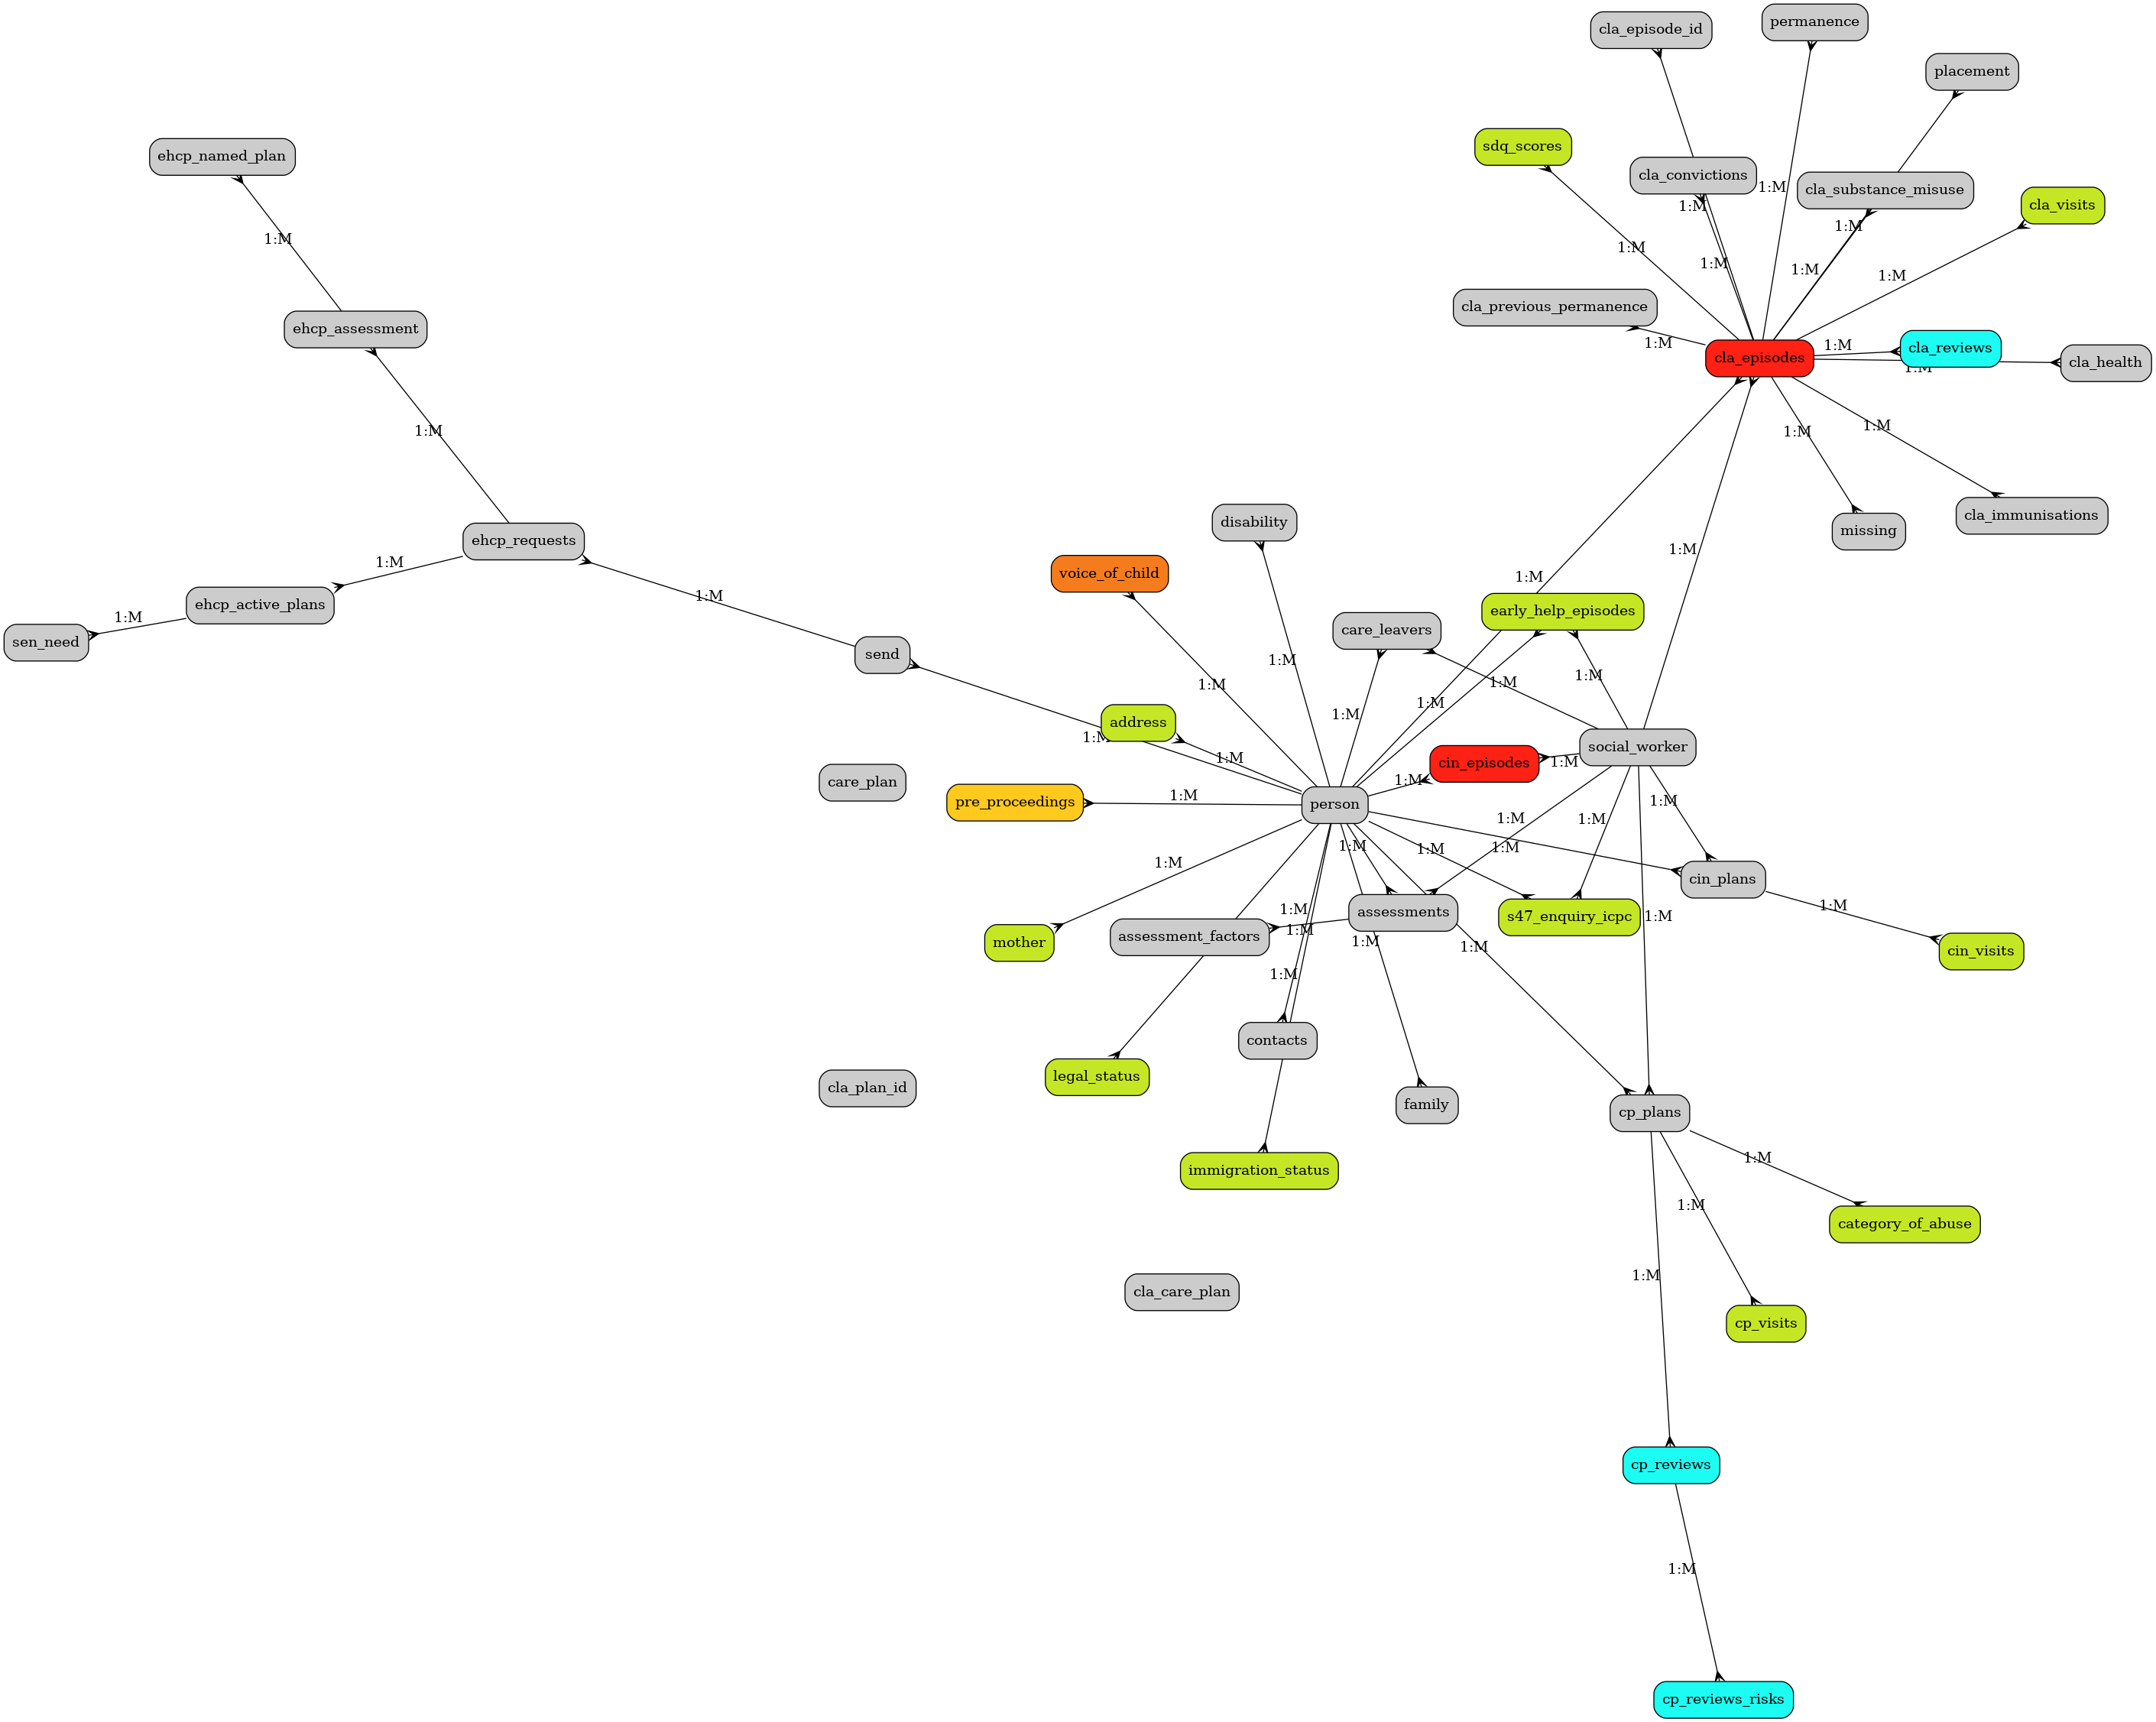 permanence
cla_episode_id
placement
sdq_scores
ehcp_named_plan
cla_convictions
1:M
cla_substance_misuse
cla_visits
1:M
1:M
1:M
1:M
1:M
1:M
1:M
1:M
cla_previous_permanence
ehcp_assessment
1:M
1:M
cla_episodes
cla_reviews
cla_health
1:M
1:M
1:M
1:M
cla_immunisations
missing
disability
ehcp_requests
1:M
1:M
voice_of_child
1:M
ehcp_active_plans
1:M
early_help_episodes
1:M
care_leavers
sen_need
send
1:M
1:M
1:M
1:M
1:M
1:M
address
1:M
social_worker
1:M
cin_episodes
1:M
1:M
care_plan
pre_proceedings
1:M
person
1:M
1:M
1:M
1:M
1:M
1:M
1:M
cin_plans
1:M
assessments
1:M
s47_enquiry_icpc
1:M
assessment_factors
1:M
mother
1:M
1:M
cin_visits
1:M
contacts
legal_status
cla_plan_id
family
cp_plans
immigration_status
1:M
1:M
category_of_abuse
1:M
cla_care_plan
cp_visits
cp_reviews
1:M
cp_reviews_risks